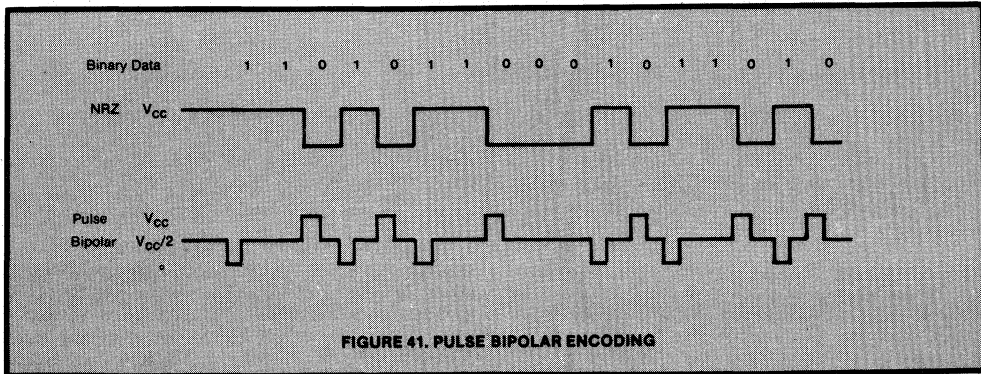 Binary Data 1 1 0 1 0 1 1 0 0 0 1 0 1 1 0 1 0
NRZ VCC
Pulse VCC
Bipolar VCC/2
0
FIGURE 41. PULSE BIPOLAR ENCODING